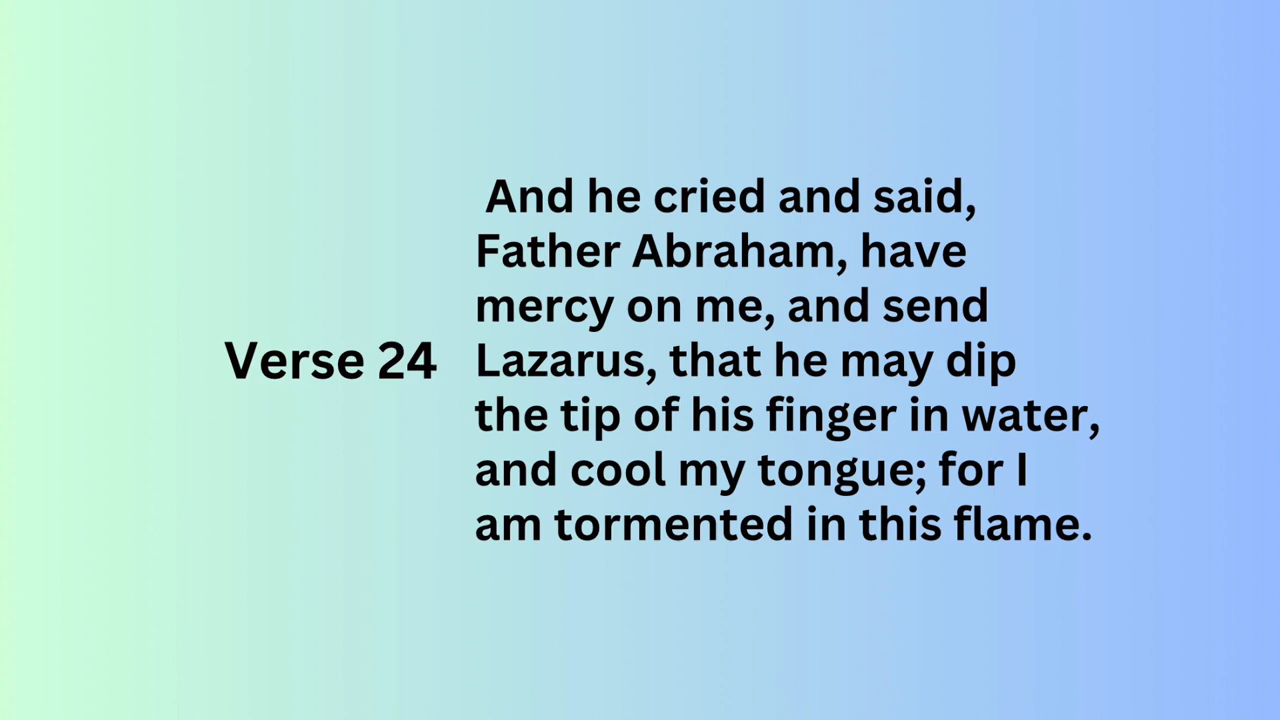 Verse 24
And he cried and said,
Father Abraham, have
mercy on me, and send
Lazarus, that he may dip
the tip of his finger in water,
and cool my tongue; for I
am tormented in this flame.